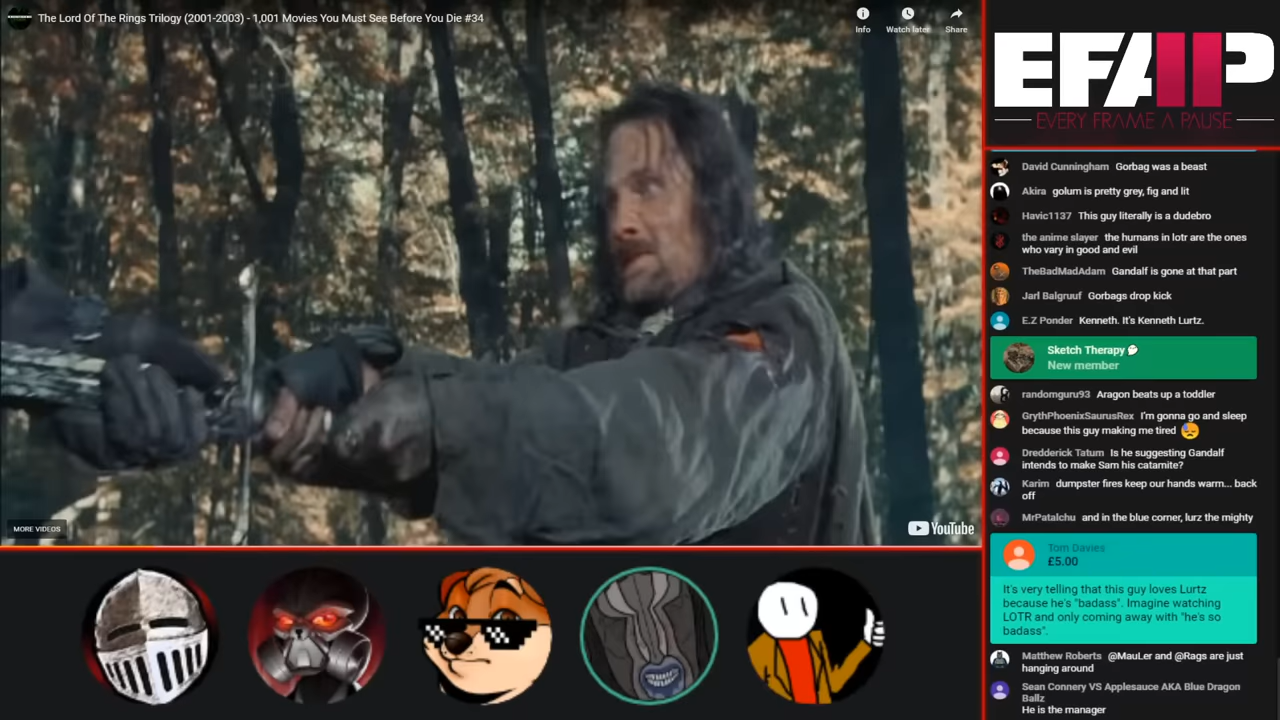 The Lord Of The Rings Trilogy (2001-2003) - 1,001 Movies You Must See Before You Die #34
Info
Watch later
Share
MORE VIDEOS
YouTube
EFAP
EVERY FRAME A PAUSE
David Cunningham Gorbag was a beast
Akira golum is pretty grey, fig and lit
Havic1137 This guy literally is a dudebro
the anime slayer the humans in lotr are the ones
who vary in good and evil
TheBadMadAdam Gandalf is gone at that part
Jarl Balgruuf Gorbags drop kick
E.Z Ponder Kenneth. It's Kenneth Lurtz.
Sketch Therapy
New member
randomguru93 Aragon beats up a toddler
GrythPhoenixSaurusRex I'm gonna go and sleep
because this guy making me tired
Dredderick Tatum Is he suggesting Gandalf
intends to make Sam his catamite?
Karim dumpster fires keep our hands warm... back
off
MrPatalchu and in the blue corner, lurz the mighty
Tom Davies
£5.00
It's very telling that this guy loves Lurtz
because he's "badass". Imagine watching
LOTR and only coming away with "he's so
badass".
Matthew Roberts @MauLer and @Rags are just
hanging around
Sean Connery VS Applesauce AKA Blue Dragon
Ballz
He is the manager